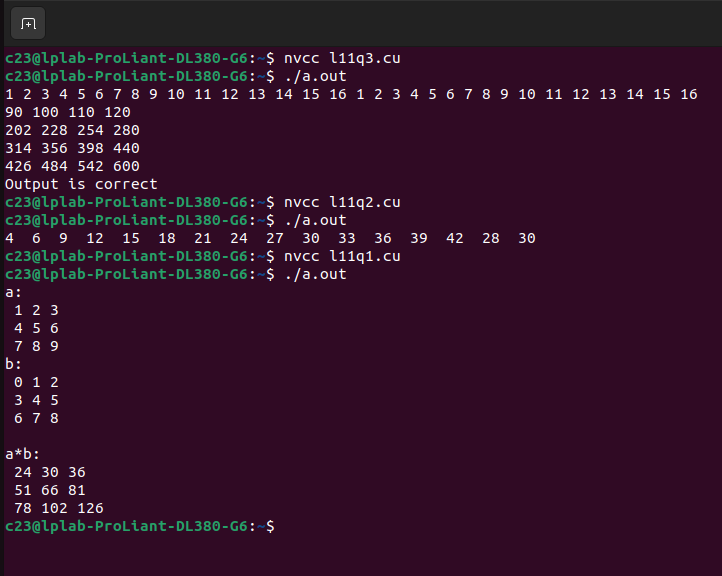 c23@lplab-ProLiant-DL380-G6:~$ nvcc l11q3.cu
c23@lplab-ProLiant-DL380-G6:~$ ./a.out
1 2 3 4 5 6 7 8 9 10 11 12 13 14 15 16 1 2 3 4 5 6 7 8 9 10 11 12 13 14 15 16
90 100 110 120
202 228 254 280
314 356 398 440
426 484 542 600
Output is correct
c23@lplab-ProLiant-DL380-G6:~$ nvcc l11q2.cu
c23@lplab-ProLiant-DL380-G6:~$ ./a.out
4  6  9  12  15  18  21  24  27  30  33  36  39  42  28  30
c23@lplab-ProLiant-DL380-G6:~$ nvcc l11q1.cu
c23@lplab-ProLiant-DL380-G6:~$ ./a.out
a:
 1 2 3
 4 5 6
 7 8 9
b:
 0 1 2
 3 4 5
 6 7 8

a*b:
 24 30 36
 51 66 81
 78 102 126
c23@lplab-ProLiant-DL380-G6:~$